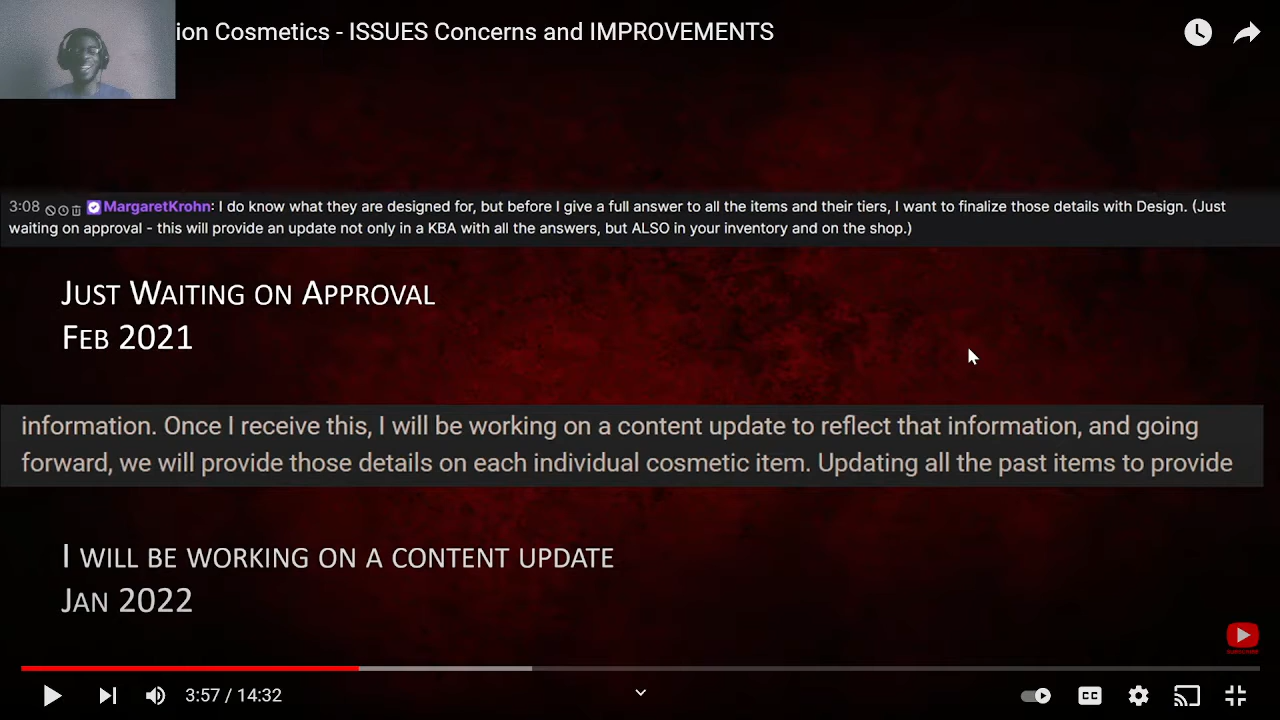 ion Cosmetics - ISSUES Concerns and IMPROVEMENTS
3:08 MargaretKrohn: I do know what they are designed for, but before I give a full answer to all the items and their tiers, I want to finalize those details with Design. (Just
waiting on approval - this will provide an update not only in a KBA with all the answers, but ALSO in your inventory and on the shop.)
JUST WAITING ON APPROVAL
FEB 2021
information. Once I receive this, I will be working on a content update to reflect that information, and going
forward, we will provide those details on each individual cosmetic item. Updating all the past items to provide
I WILL BE WORKING ON A CONTENT UPDATE
JAN 2022
SUBSCRIBE
3:57 / 14:32
CC